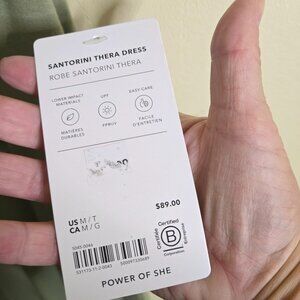 SANTORINI THERA DRESS
ROBE SANTORINI THERA
LOWER IMPACT MATERIALS
UPF
EASY CARE
MATIÈRES DURABLES
FPRUV
FACILE D'ENTRETIEN
$89.00
US M / T
CA M / G
Certified
B
Corporation
POWER OF SHE